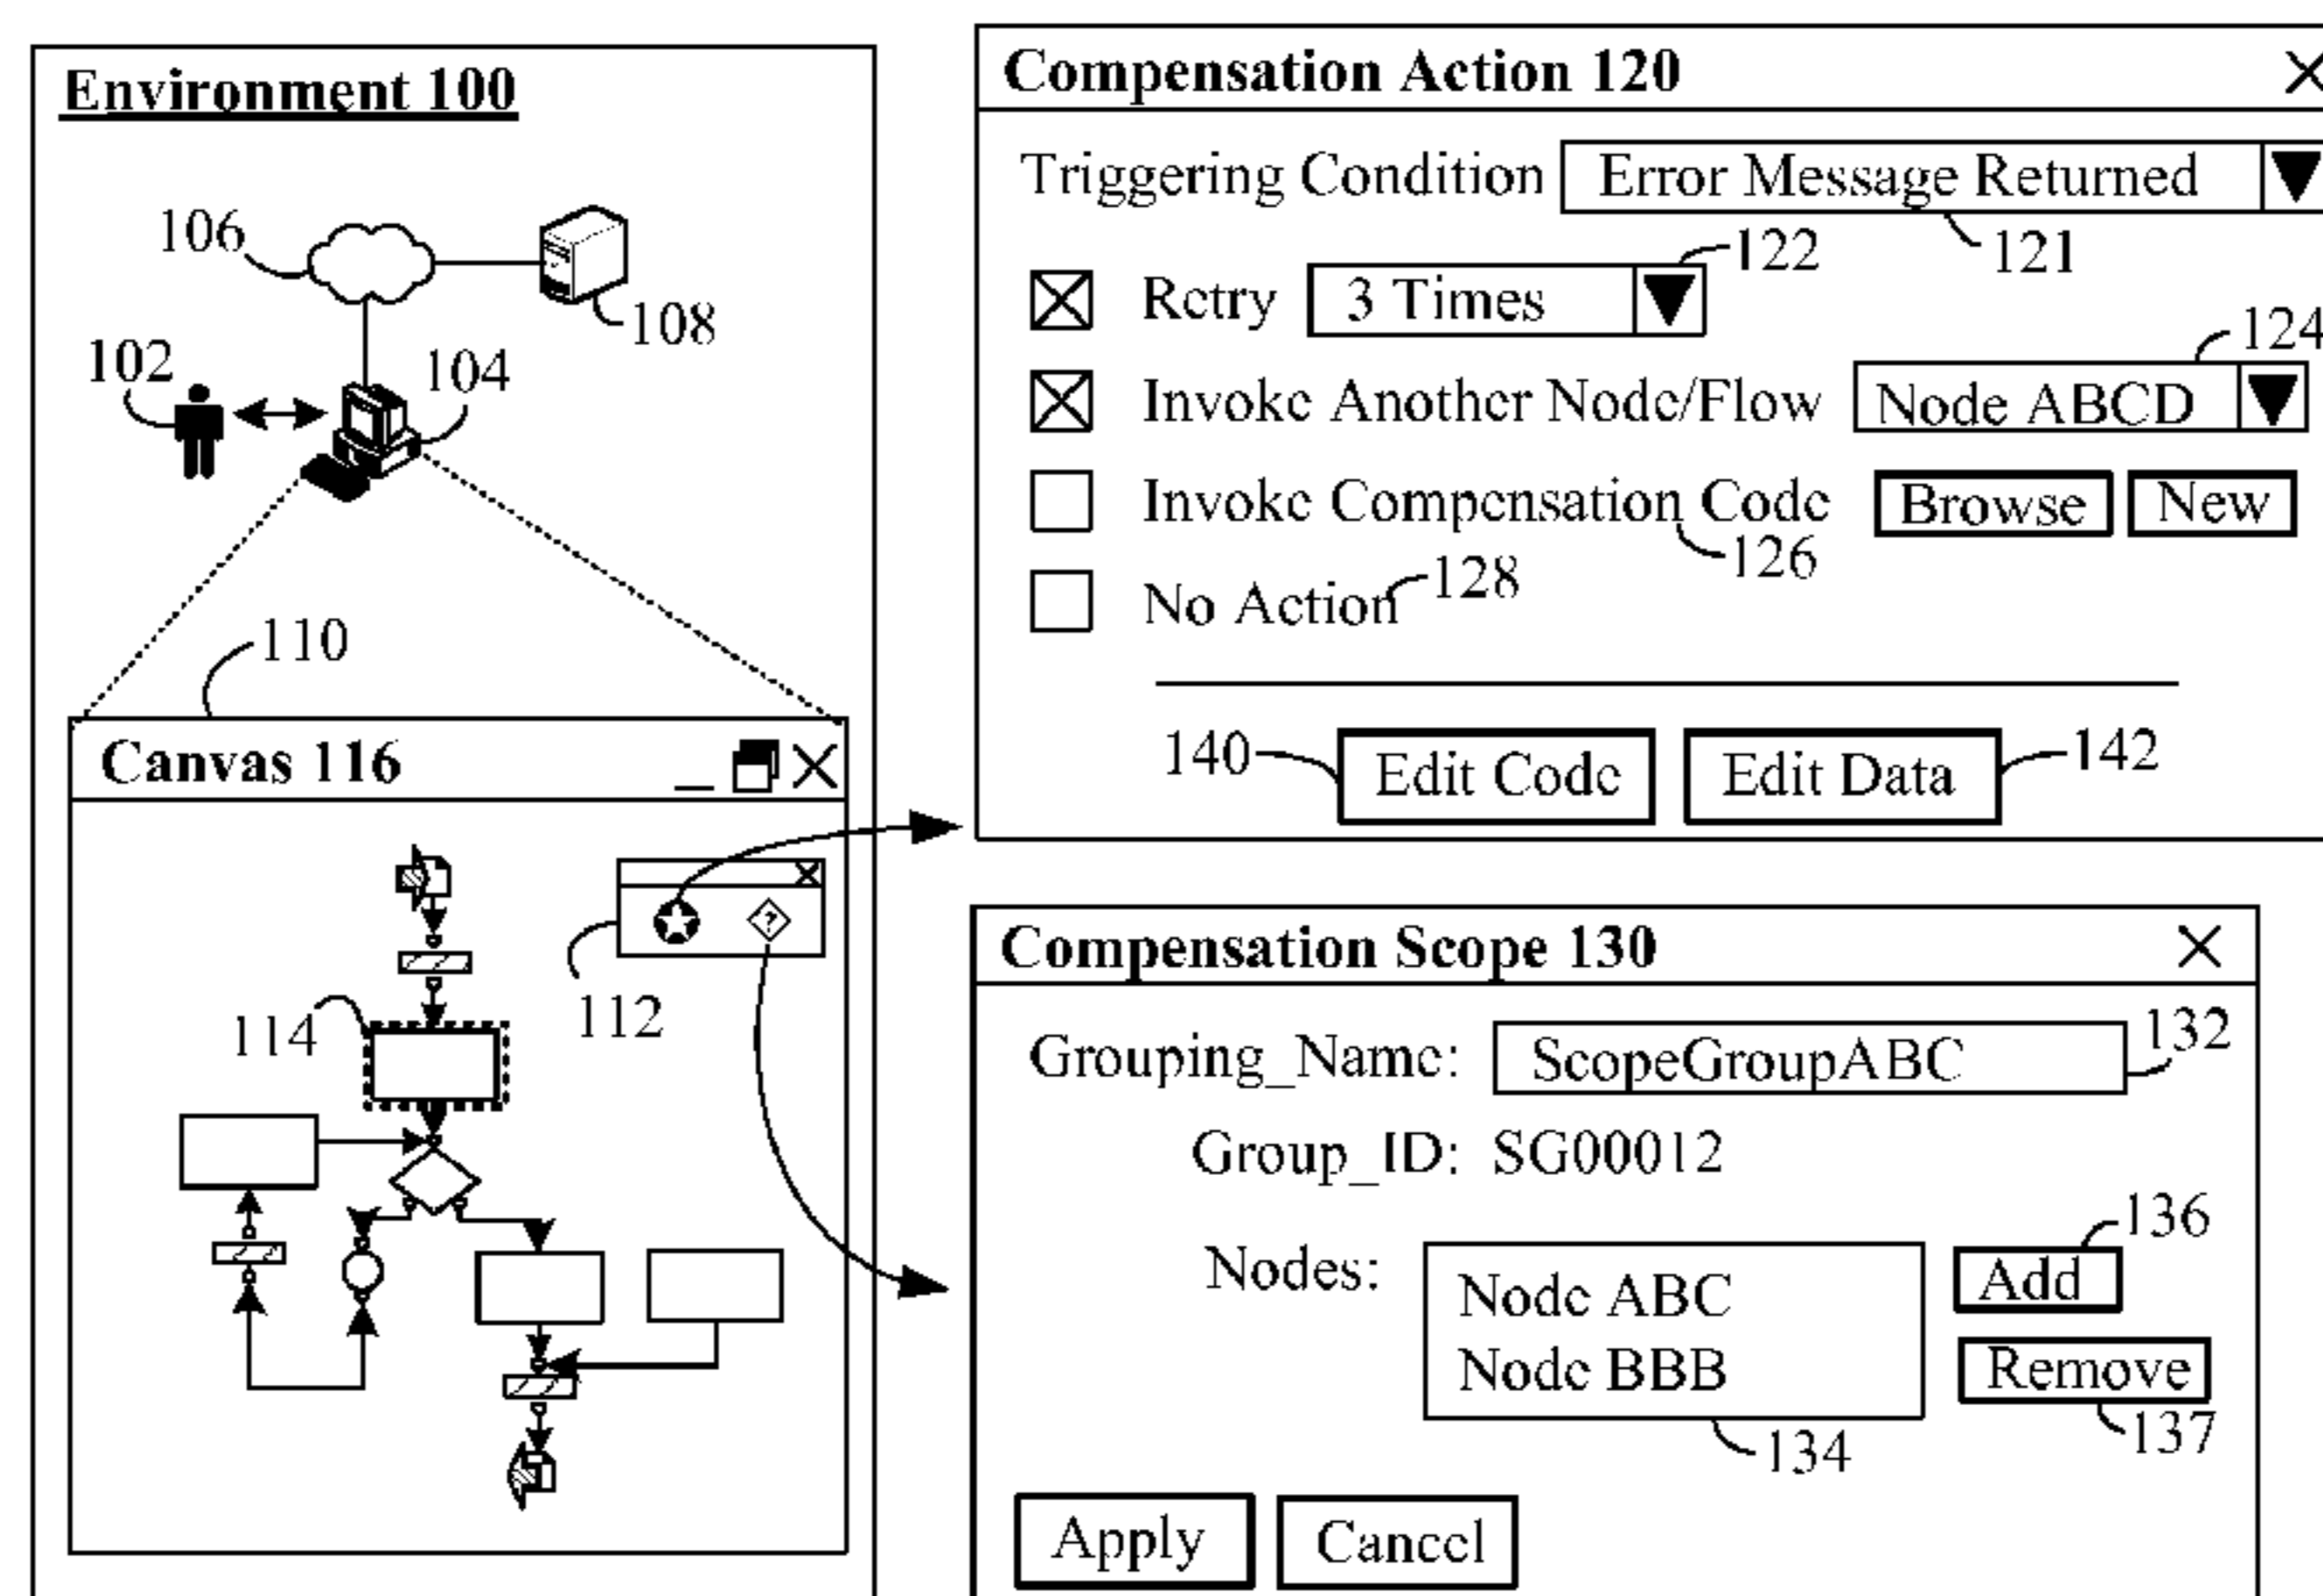 Environment 100
106
108
102
104
110
Canvas 116
112
114
Compensation Action 120
Triggering Condition Error Message Returned
122 121
Retry 3 Times
124
Invoke Another Node/Flow Node ABCD
Invoke Compensation Code Browse New
126
No Action 128
140 Edit Code Edit Data 142
Compensation Scope 130
Grouping_Name: ScopeGroupABC 132
Group_ID: SG00012
136
Nodes: Node ABC Add
Node BBB Remove
134 137
Apply Cancel